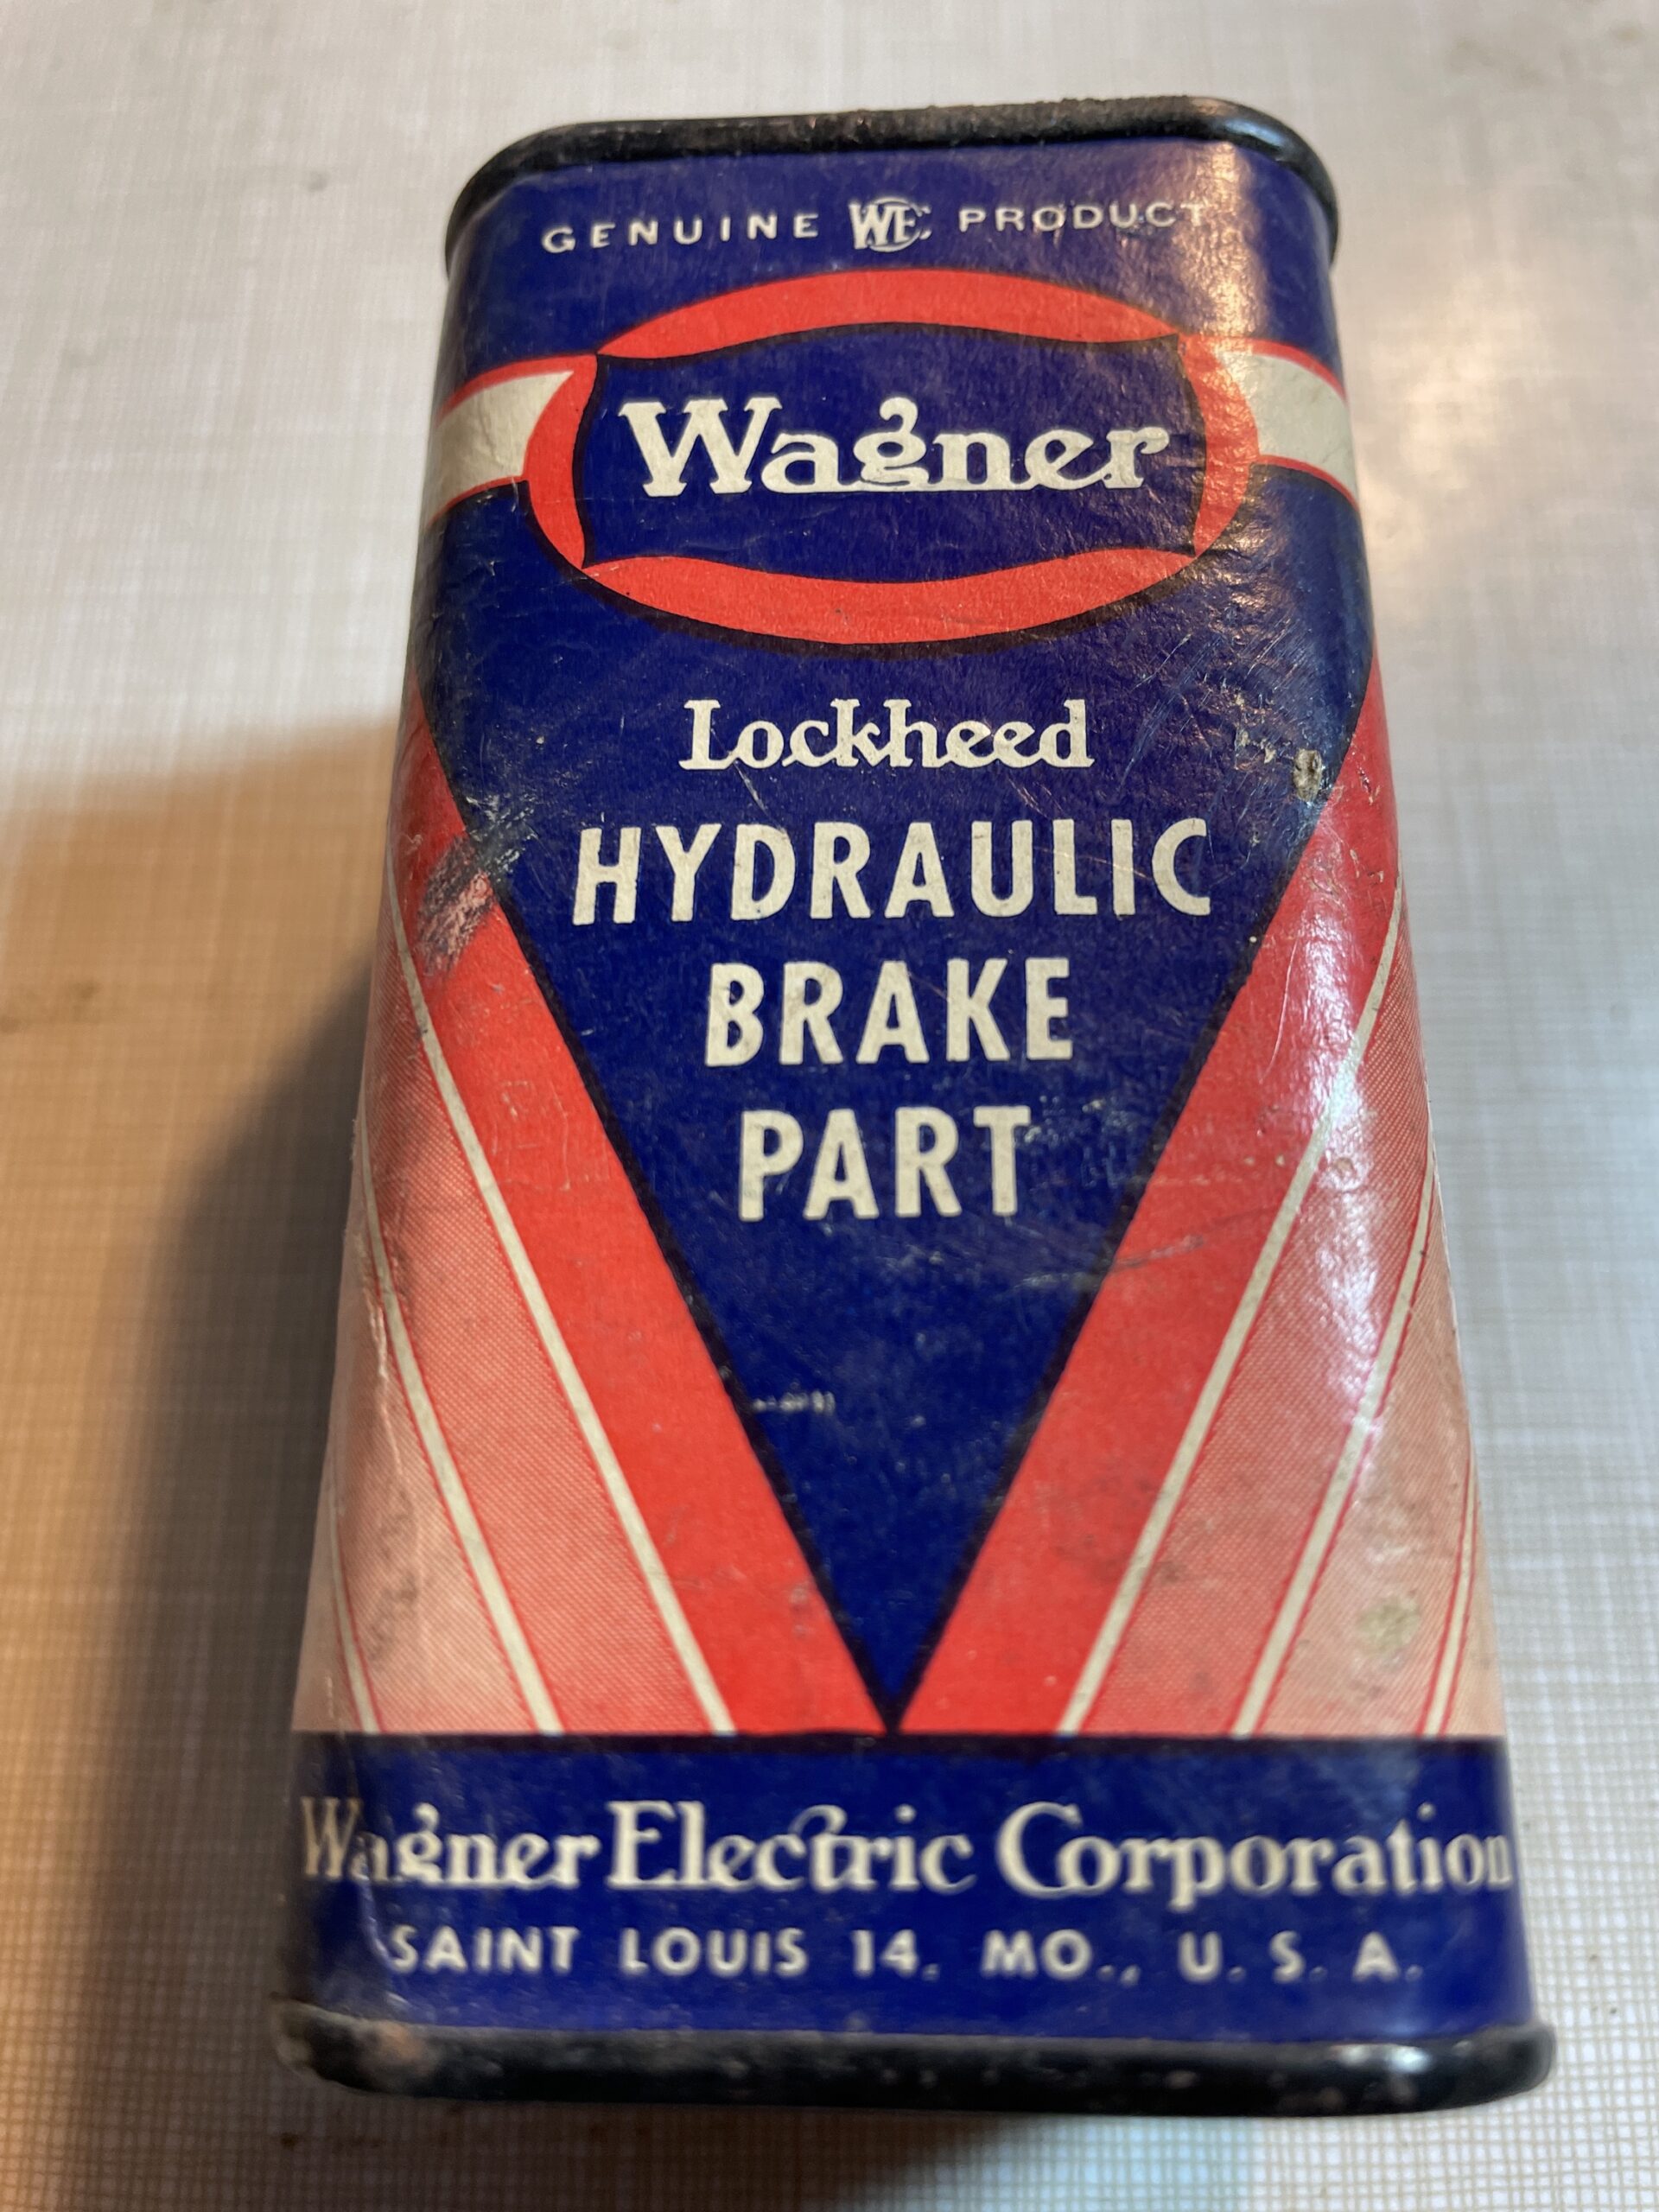 GENUINE WE PRODUCT
Wagner
Lockheed
HYDRAULIC
BRAKE
PART
Wagner Electric Corporation
SAINT LOUIS 14, MO., U. S. A.